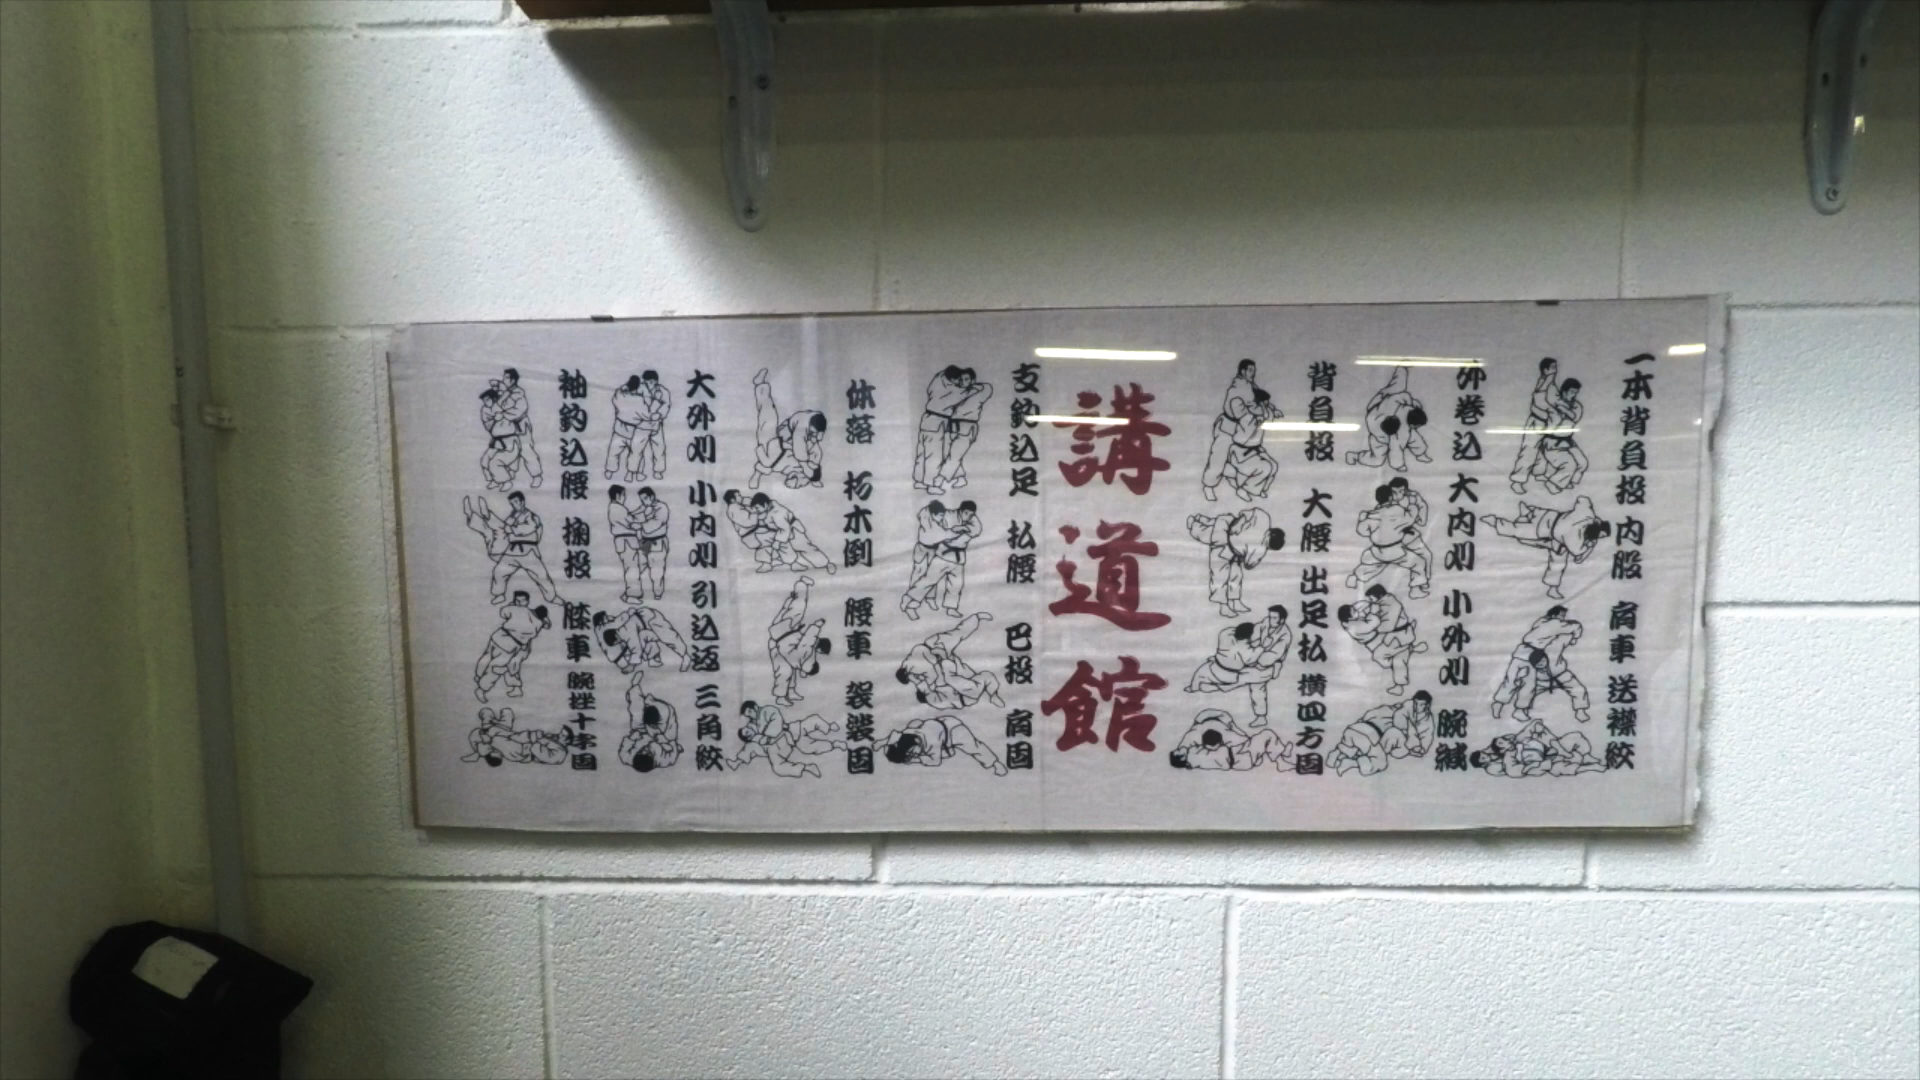 一本背負投 内股 肩車 送襟絞
外巻込 大内刈 小外刈 腕緘
背負投 大腰 出足払 横四方固
講道館
支釣込足 払腰 巴投 肩固
体落 朽木倒 腰車 袈裟固
大外刈 小内刈 引込返 三角絞
袖釣込腰 掬投 膝車 腕挫十字固